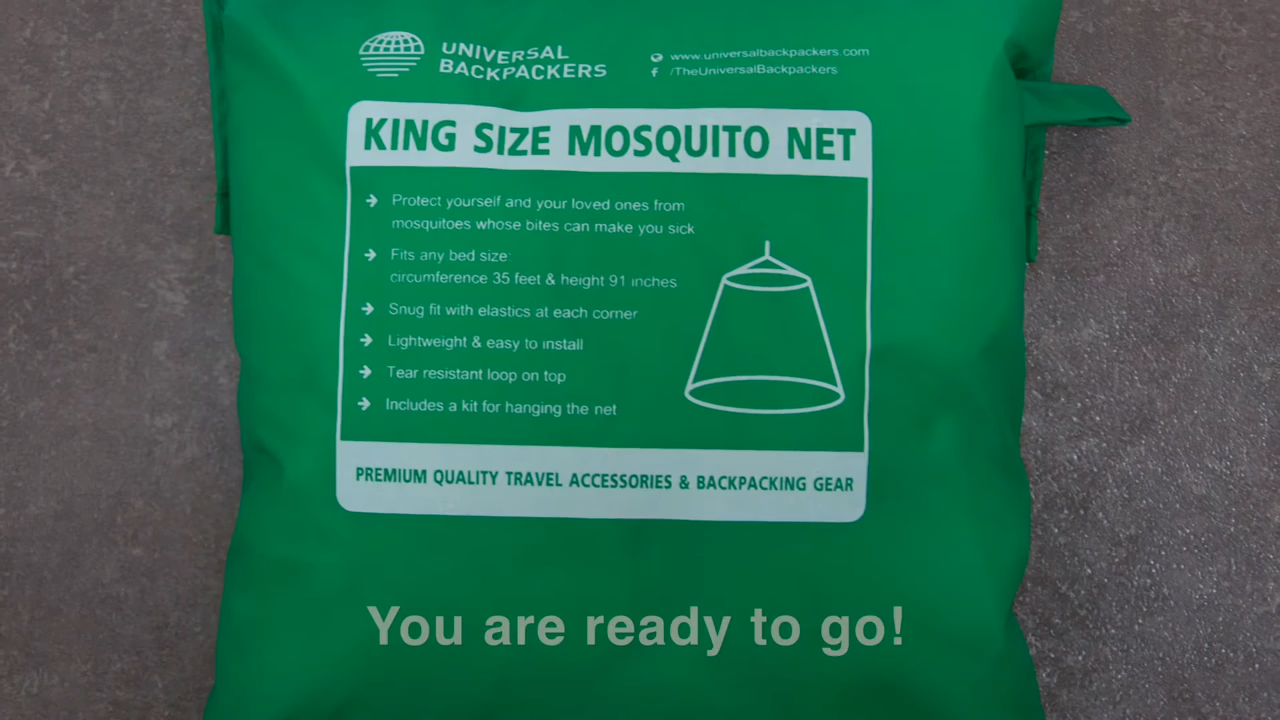 UNIVERSAL
BACKPACKERS
www.universalbackpackers.com
/TheUniversalBackpackers
KING SIZE MOSQUITO NET
Protect yourself and your loved ones from
mosquitoes whose bites can make you sick
Fits any bed size:
circumference 35 feet & height 91 inches
Snug fit with elastics at each corner
Lightweight & easy to install
Tear resistant loop on top
Includes a kit for hanging the net
PREMIUM QUALITY TRAVEL ACCESSORIES & BACKPACKING GEAR
You are ready to go!